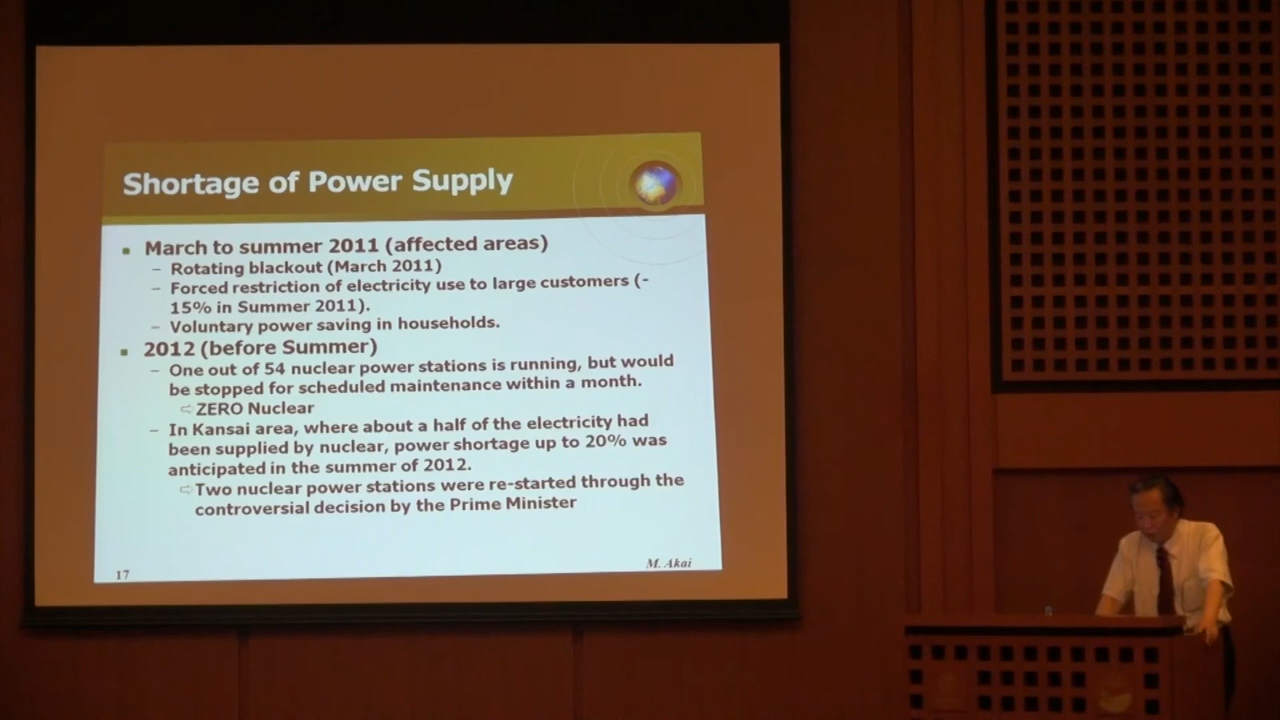 Shortage of Power Supply
March to summer 2011 (affected areas)
– Rotating blackout (March 2011)
– Forced restriction of electricity use to large customers (-
15% in Summer 2011).
– Voluntary power saving in households.
2012 (before Summer)
– One out of 54 nuclear power stations is running, but would
be stopped for scheduled maintenance within a month.
⇨ZERO Nuclear
– In Kansai area, where about a half of the electricity had
been supplied by nuclear, power shortage up to 20% was
anticipated in the summer of 2012.
⇨Two nuclear power stations were re-started through the
controversial decision by the Prime Minister
17
M. Akai